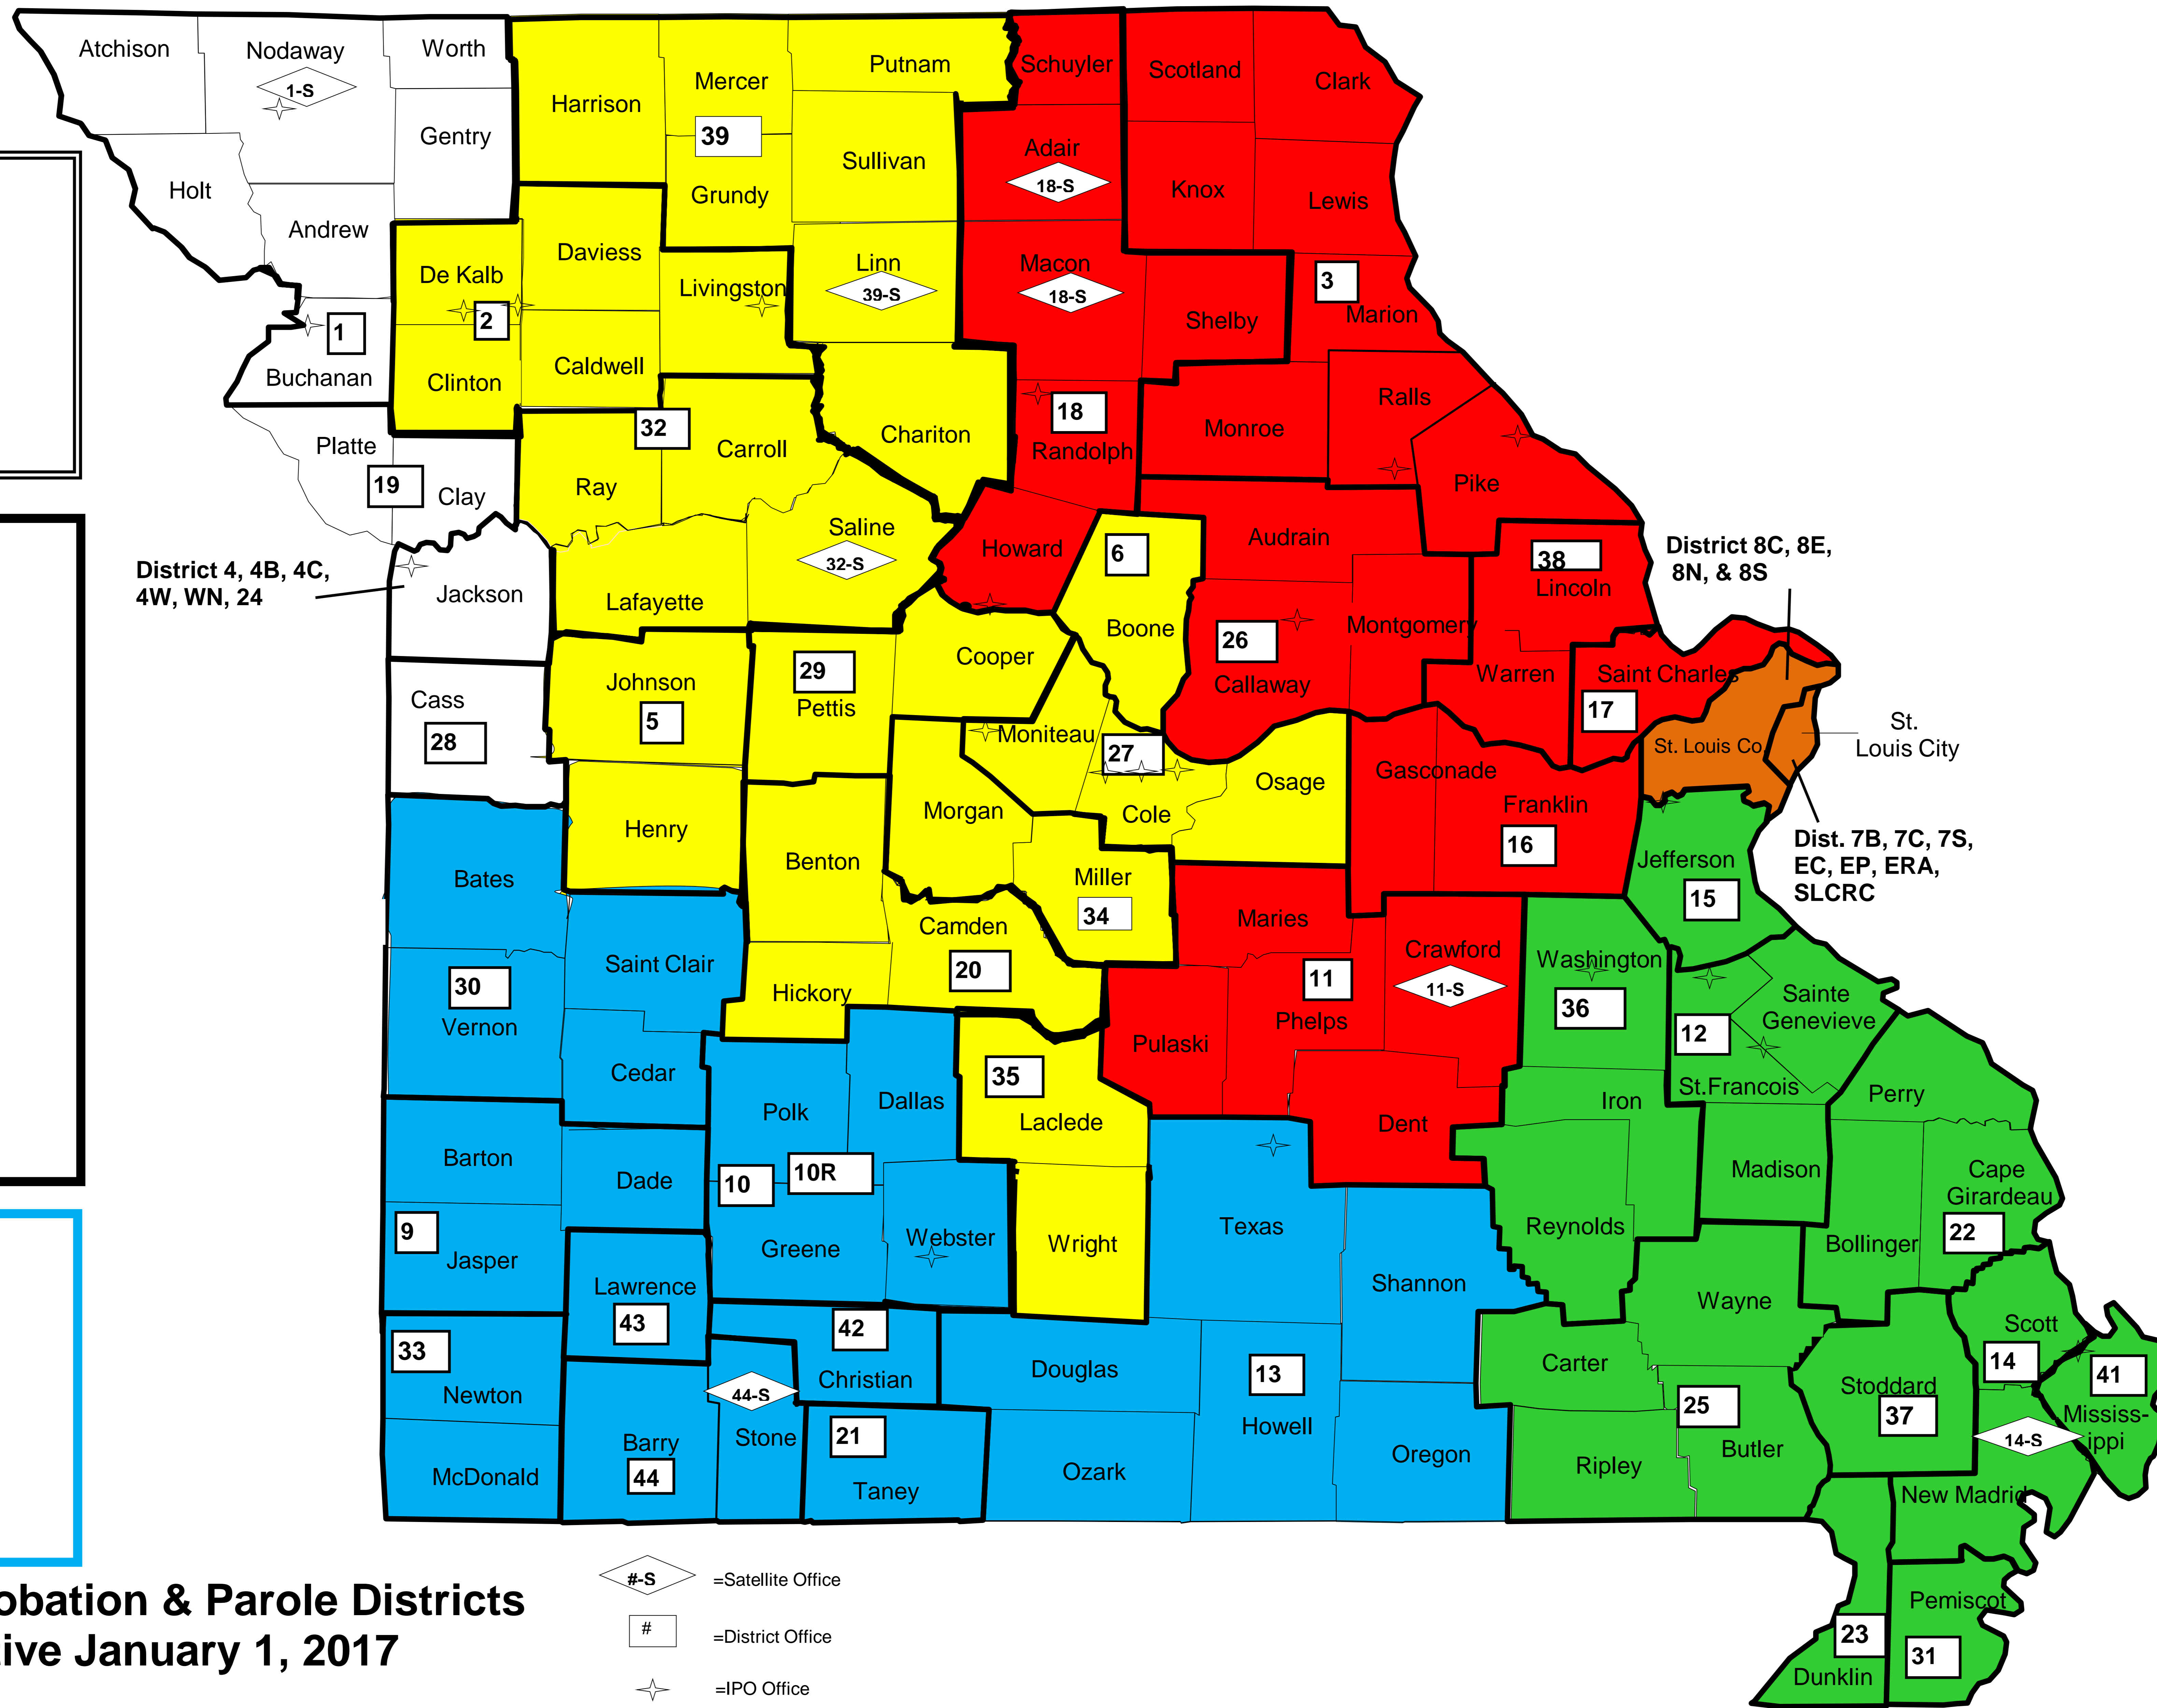 Atchison
Nodaway
1-S
Worth
Gentry
Holt
Andrew
Harrison
Mercer
39
Grundy
Putnam
Sullivan
Schuyler
Scotland
Clark
Adair
18-S
Knox
Lewis
De Kalb
2
Clinton
Daviess
Caldwell
Livingston
Linn
39-S
Macon
18-S
Shelby
3
Marion
1
Buchanan
Platte
19
Clay
32
Ray
Carroll
Chariton
18
Randolph
Monroe
Ralls
Pike
Saline
32-S
Lafayette
Howard
6
Boone
Audrain
38
Lincoln
District 8C, 8E,
8N, & 8S
District 4, 4B, 4C,
4W, WN, 24
Jackson
Cass
28
Johnson
5
29
Pettis
Cooper
Moniteau
27
Cole
26
Callaway
Montgomery
Warren
Saint Charles
17
St. Louis Co.
St.
Louis City
Osage
Gasconade
Franklin
16
Dist. 7B, 7C, 7S,
EC, EP, ERA,
SLCRC
Jefferson
15
Henry
Benton
Morgan
Miller
34
Bates
Saint Clair
Hickory
Camden
20
Maries
11
Phelps
Crawford
11-S
Washington
36
12
St.Francois
Sainte
Genevieve
30
Vernon
Cedar
Polk
Dallas
35
Laclede
Pulaski
Dent
Iron
Perry
Barton
Dade
10
10R
Greene
Webster
Wright
Texas
Shannon
Reynolds
Madison
Bollinger
Cape
Girardeau
22
9
Jasper
Lawrence
43
42
Christian
Douglas
13
Howell
Wayne
Scott
14
41
Mississ-
ippi
33
Newton
McDonald
Barry
44
44-S
Stone
21
Taney
Ozark
Oregon
Carter
Ripley
25
Butler
Stoddard
37
14-S
New Madrid
Pemiscot
31
23
Dunklin
obation & Parole Districts
ive January 1, 2017
#-S
=Satellite Office
#
=District Office
=IPO Office